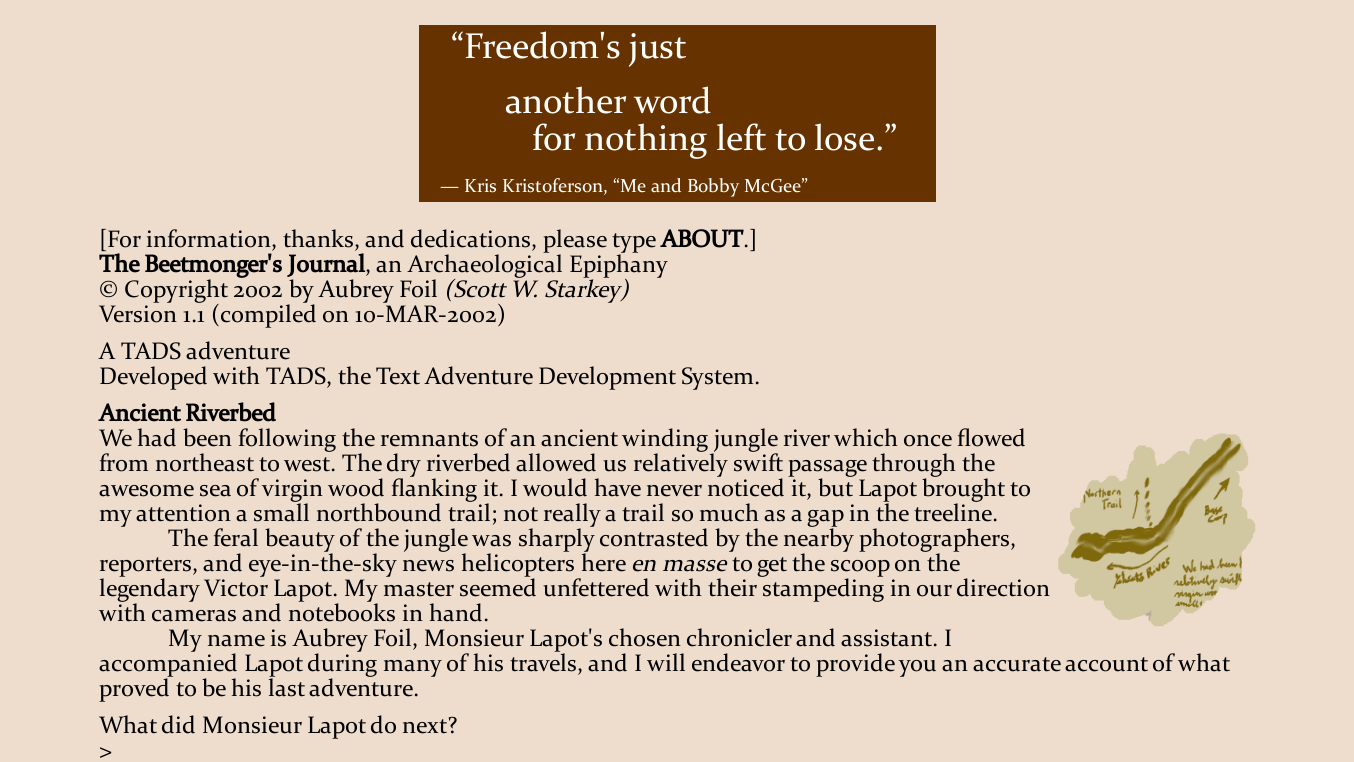 “Freedom's just
another word
for nothing left to lose.”
— Kris Kristoferson, “Me and Bobby McGee”
[For information, thanks, and dedications, please type ABOUT.]
The Beetmonger's Journal, an Archaeological Epiphany
© Copyright 2002 by Aubrey Foil (Scott W. Starkey)
Version 1.1 (compiled on 10-MAR-2002)
A TADS adventure
Developed with TADS, the Text Adventure Development System.
Ancient Riverbed
We had been following the remnants of an ancient winding jungle river which once flowed
from northeast to west. The dry riverbed allowed us relatively swift passage through the
awesome sea of virgin wood flanking it. I would have never noticed it, but Lapot brought to
my attention a small northbound trail; not really a trail so much as a gap in the treeline.
The feral beauty of the jungle was sharply contrasted by the nearby photographers,
reporters, and eye-in-the-sky news helicopters here en masse to get the scoop on the
legendary Victor Lapot. My master seemed unfettered with their stampeding in our direction
with cameras and notebooks in hand.
My name is Aubrey Foil, Monsieur Lapot's chosen chronicler and assistant. I
accompanied Lapot during many of his travels, and I will endeavor to provide you an accurate account of what
proved to be his last adventure.
Northern
Trail
Base
Camp
River
We had been
relatively swift
virgin
What did Monsieur Lapot do next?
>